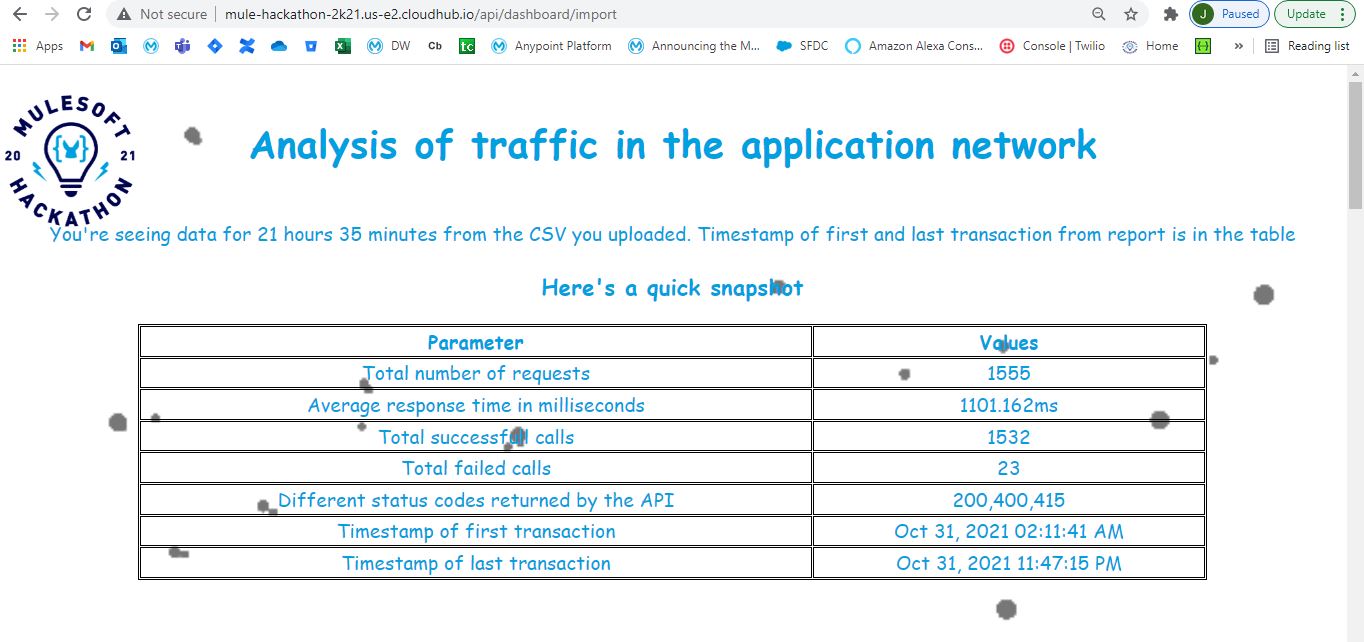 Not secure mule-hackathon-2k21.us-e2.cloudhub.io/api/dashboard/import J Paused Update
Apps X DW Cb tc Anypoint Platform Announcing the M... SFDC Amazon Alexa Cons... Console | Twilio Home » Reading list
MULESOFT
20 21
HACKATHON
Analysis of traffic in the application network
You're seeing data for 21 hours 35 minutes from the CSV you uploaded. Timestamp of first and last transaction from report is in the table
Here's a quick snapshot
Parameter Values
Total number of requests 1555
Average response time in milliseconds 1101.162ms
Total successfull calls 1532
Total failed calls 23
Different status codes returned by the API 200,400,415
Timestamp of first transaction Oct 31, 2021 02:11:41 AM
Timestamp of last transaction Oct 31, 2021 11:47:15 PM